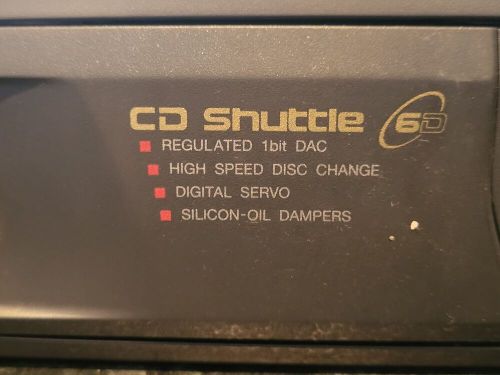 CD Shuttle 6D
REGULATED 1bit DAC
HIGH SPEED DISC CHANGE
DIGITAL SERVO
SILICON-OIL DAMPERS